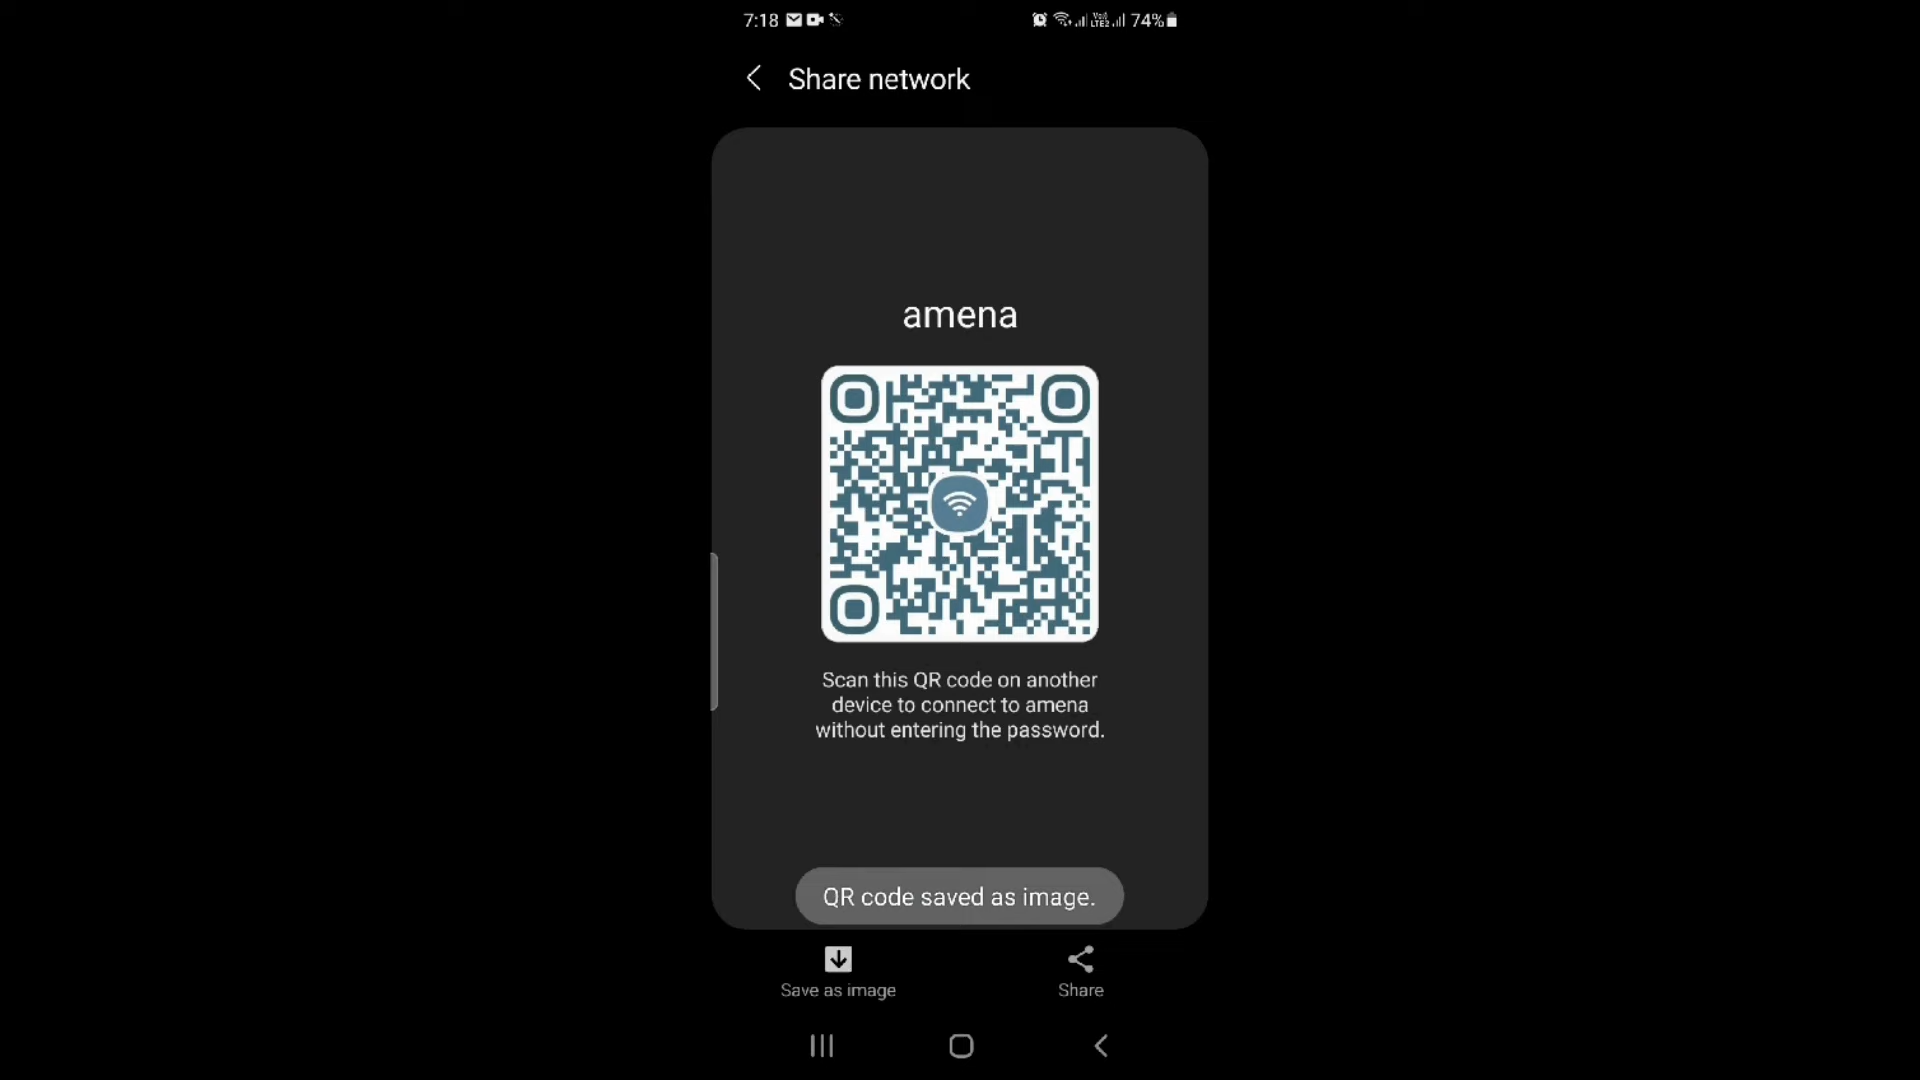 7:18
74%
Share network
amena
Scan this QR code on another
device to connect to amena
without entering the password.
QR code saved as image.
Save as image
Share